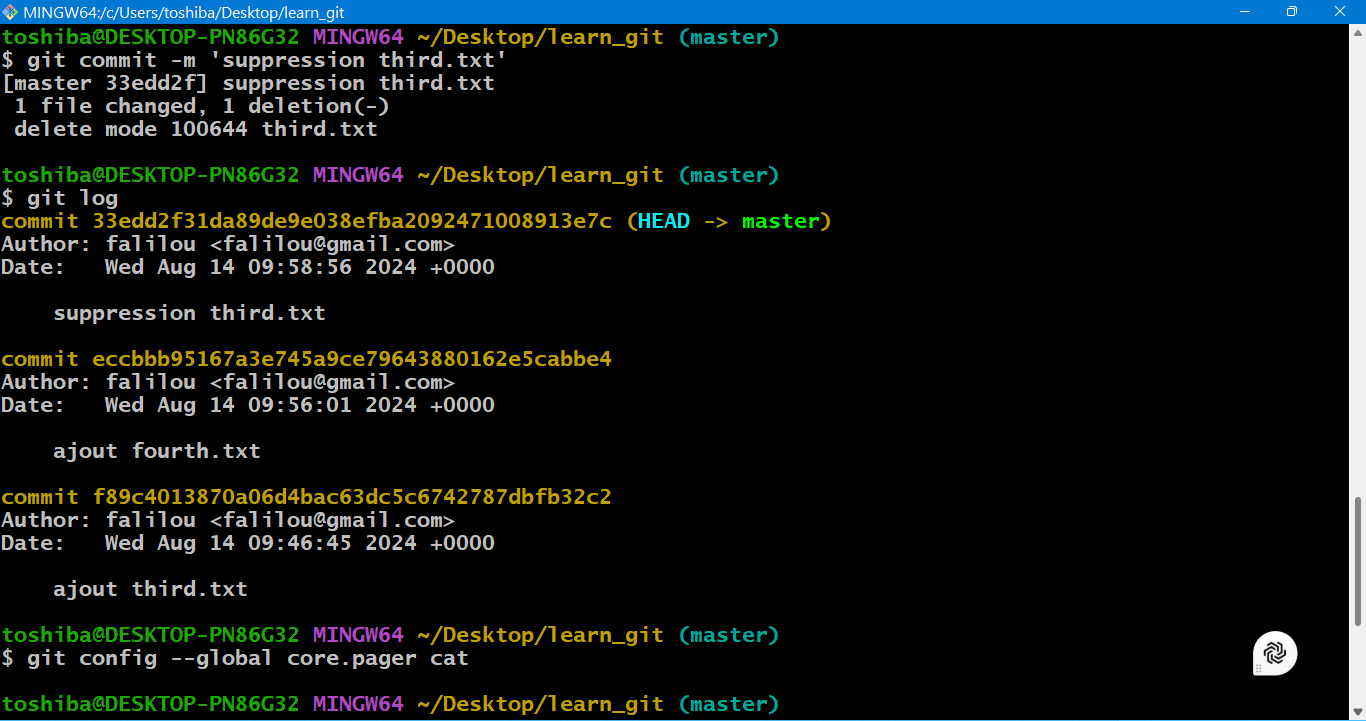 MINGW64:/c/Users/toshiba/Desktop/learn_git
toshiba@DESKTOP-PN86G32 MINGW64 ~/Desktop/learn_git (master)
$ git commit -m 'suppression third.txt'
[master 33edd2f] suppression third.txt
 1 file changed, 1 deletion(-)
 delete mode 100644 third.txt
toshiba@DESKTOP-PN86G32 MINGW64 ~/Desktop/learn_git (master)
$ git log
commit 33edd2f31da89de9e038efba2092471008913e7c (HEAD -> master)
Author: falilou <falilou@gmail.com>
Date:   Wed Aug 14 09:58:56 2024 +0000
    suppression third.txt
commit eccbbb95167a3e745a9ce79643880162e5cabbe4
Author: falilou <falilou@gmail.com>
Date:   Wed Aug 14 09:56:01 2024 +0000
    ajout fourth.txt
commit f89c4013870a06d4bac63dc5c6742787dbfb32c2
Author: falilou <falilou@gmail.com>
Date:   Wed Aug 14 09:46:45 2024 +0000
    ajout third.txt
toshiba@DESKTOP-PN86G32 MINGW64 ~/Desktop/learn_git (master)
$ git config --global core.pager cat
toshiba@DESKTOP-PN86G32 MINGW64 ~/Desktop/learn_git (master)